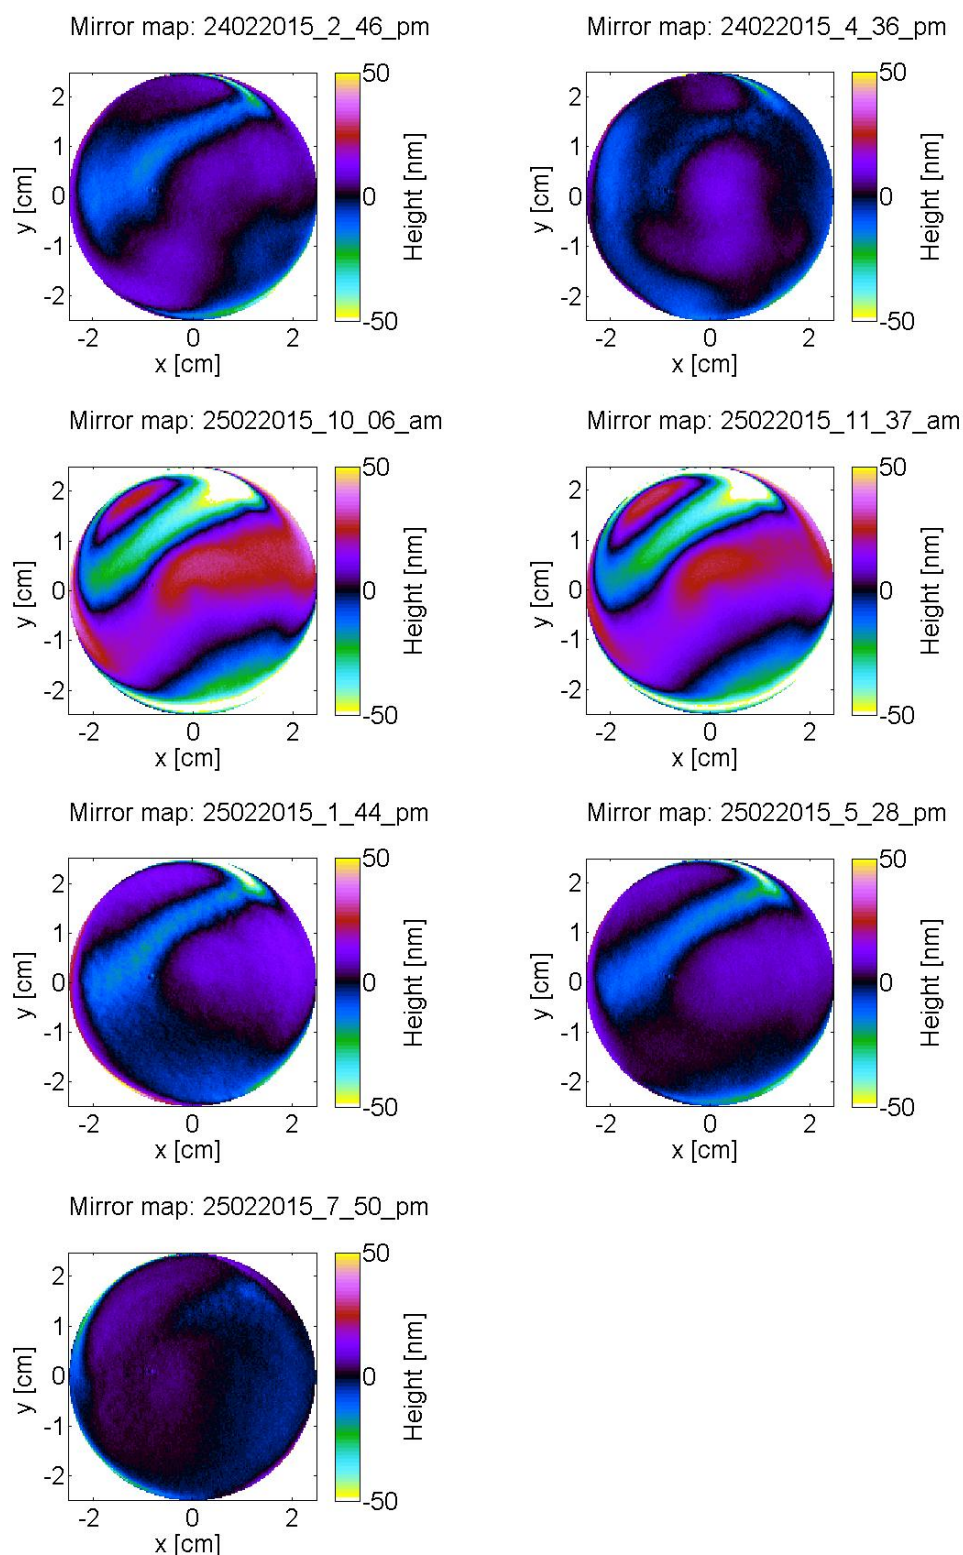 Mirror map: 24022015_2_46_pm
50
0
-50
Height [nm]
2
1
0
-1
-2
y [cm]
-2 0 2
x [cm]
Mirror map: 24022015_4_36_pm
50
0
-50
Height [nm]
2
1
0
-1
-2
y [cm]
-2 0 2
x [cm]
Mirror map: 25022015_10_06_am
50
0
-50
Height [nm]
2
1
0
-1
-2
y [cm]
-2 0 2
x [cm]
Mirror map: 25022015_11_37_am
50
0
-50
Height [nm]
2
1
0
-1
-2
y [cm]
-2 0 2
x [cm]
Mirror map: 25022015_1_44_pm
50
0
-50
Height [nm]
2
1
0
-1
-2
y [cm]
-2 0 2
x [cm]
Mirror map: 25022015_5_28_pm
50
0
-50
Height [nm]
2
1
0
-1
-2
y [cm]
-2 0 2
x [cm]
Mirror map: 25022015_7_50_pm
50
0
-50
Height [nm]
2
1
0
-1
-2
y [cm]
-2 0 2
x [cm]